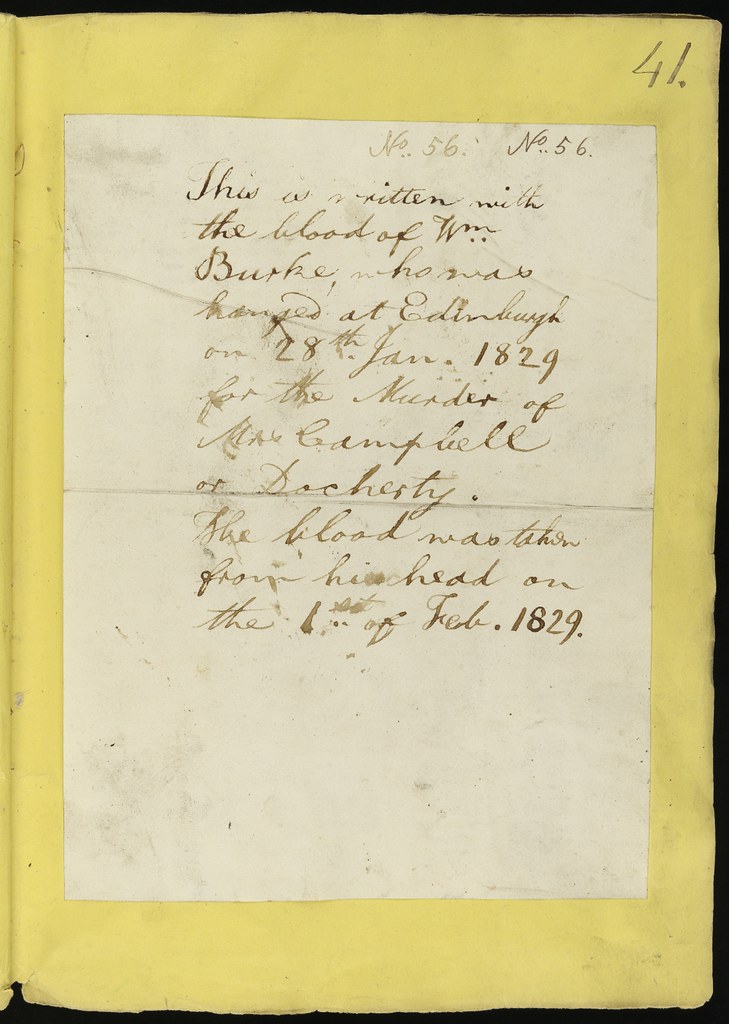 41.
No. 56. No. 56.
This is written with
the blood of Wm
Burke, who was
hanged at Edinburgh
on 28th Jan. 1829
for the Murder of
Mrs Campbell
or Docherty.
The blood was taken
from his head on
the 1st of Feb. 1829.